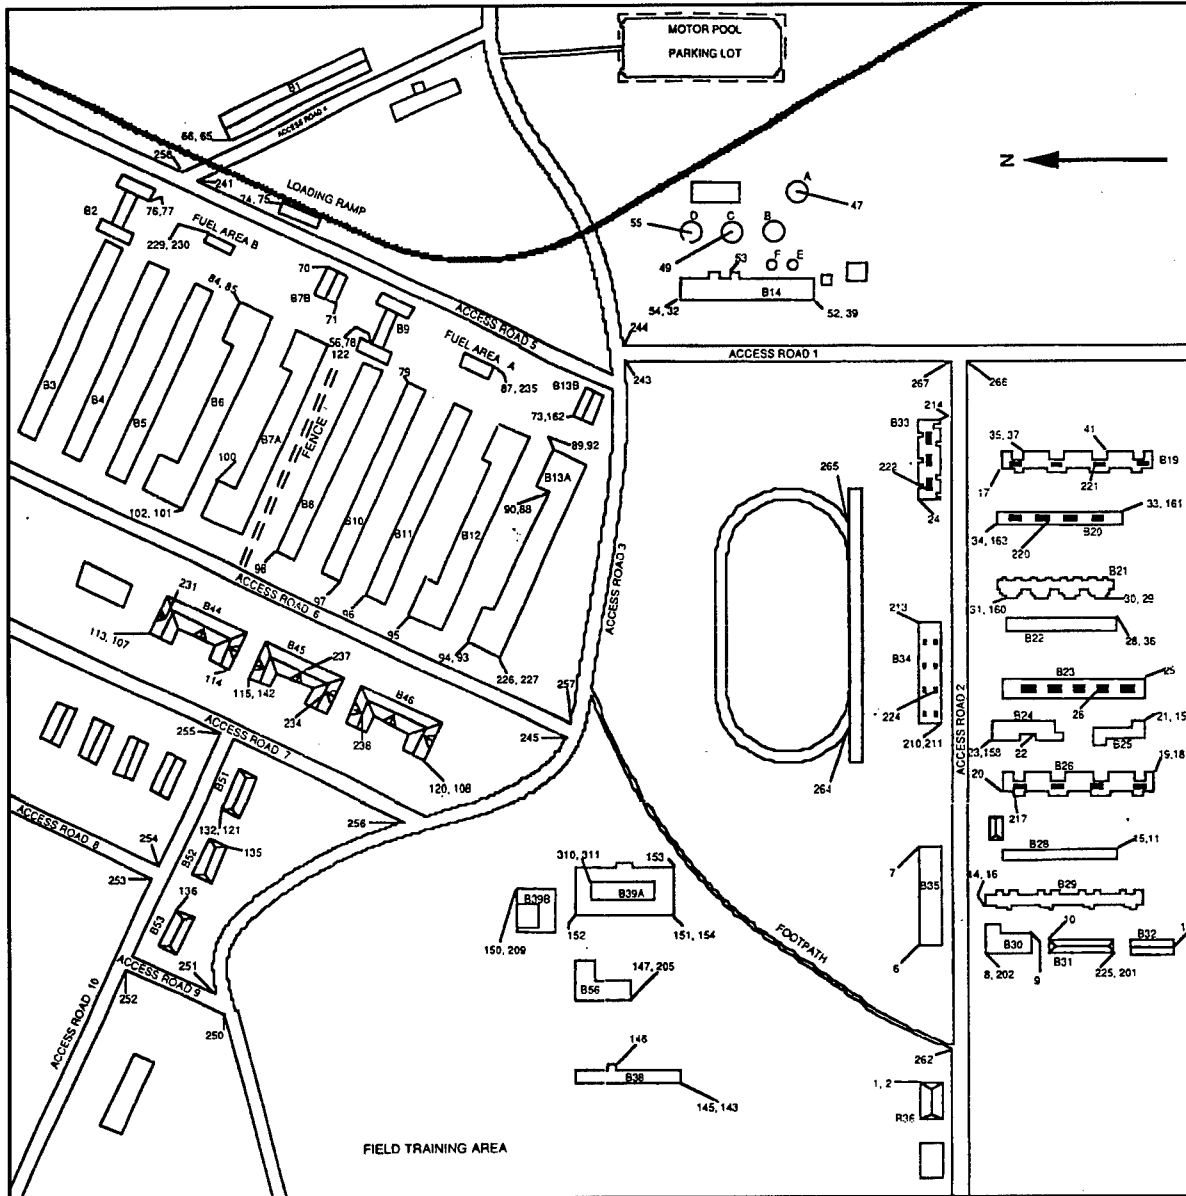 MOTOR POOL
PARKING LOT
B1
ACCESS ROAD 4
66, 65
258
241
LOADING RAMP
74, 75
N
A
47
B2
76,77
FUEL AREA B
229, 230
55
D
C
B
49
53
F
E
B14
54, 32
52, 39
84, 85
70
B7B
71
ACCESS ROAD 5
244
B9
56,78
122
FUEL AREA A
87, 235
79
B13B
73,162
ACCESS ROAD 1
243
267
266
B3
B4
B5
B6
B7A
FENCE
100
B8
B10
B11
B12
89,92
B13A
90,88
102, 101
98
97
96
95
94, 93
226, 227
214
B33
222
24
265
35, 37
41
B19
17
221
33, 161
34, 163
220
B20
B21
31, 160
30, 29
B22
28, 36
ACCESS ROAD 6
ACCESS ROAD 3
231
B44
113, 107
114
B45
237
115, 142
234
B46
238
120, 108
257
245
213
B34
224
210,211
264
ACCESS ROAD 2
B23
25
26
B24
22
B25
B26
19,18
20
217
255
ACCESS ROAD 7
B51
132, 121
256
ACCESS ROAD 8
254
B52
135
253
136
B53
251
ACCESS ROAD 9
252
250
ACCESS ROAD 10
310, 311
153
B39A
B39B
150, 209
152
151, 154
B56
147, 205
FOOTPATH
7
B35
6
B28
15,11
14, 16
B29
10
B32
B30
B31
8, 202
9
225, 201
262
146
B38
145, 143
1, 2
B36
FIELD TRAINING AREA